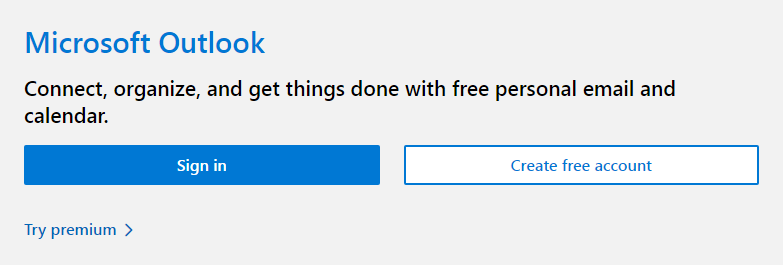 Microsoft Outlook
Connect, organize, and get things done with free personal email and
calendar.
Sign in
Create free account
Try premium